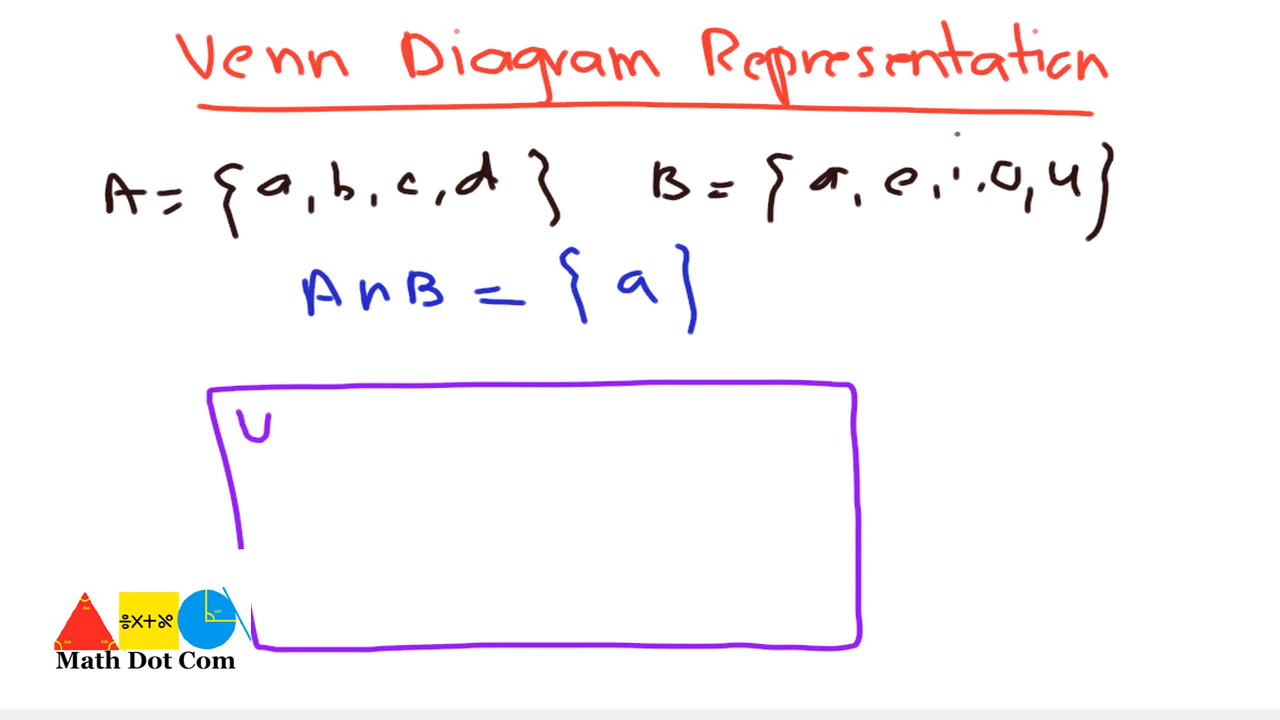 Venn Diagram Representation
A = {a, b, c, d} B = {a, e, i, o, u}
A ∩ B = {a}
U
÷×+%
Math Dot Com